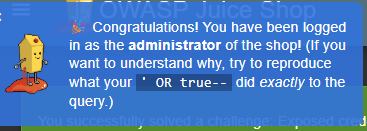 OWASP Juice Shop
🎉 Congratulations! You have been logged
in as the administrator of the shop! (If you
want to understand why, try to reproduce
what your ' OR true-- did exactly to the
query.)
You successfully solved a challenge: Exposed cred